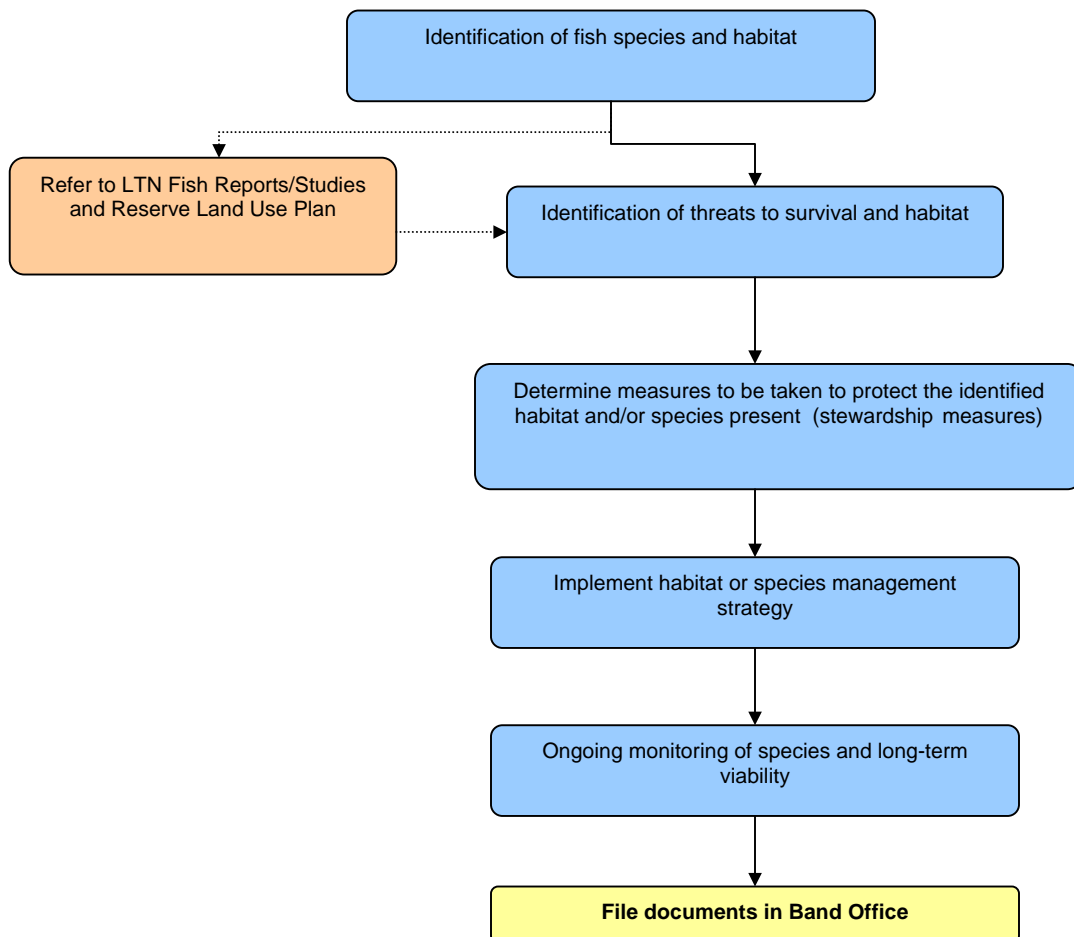 Identification of fish species and habitat
Refer to LTN Fish Reports/Studies
and Reserve Land Use Plan
Identification of threats to survival and habitat
Determine measures to be taken to protect the identified
habitat and/or species present (stewardship measures)
Implement habitat or species management
strategy
Ongoing monitoring of species and long-term
viability
File documents in Band Office